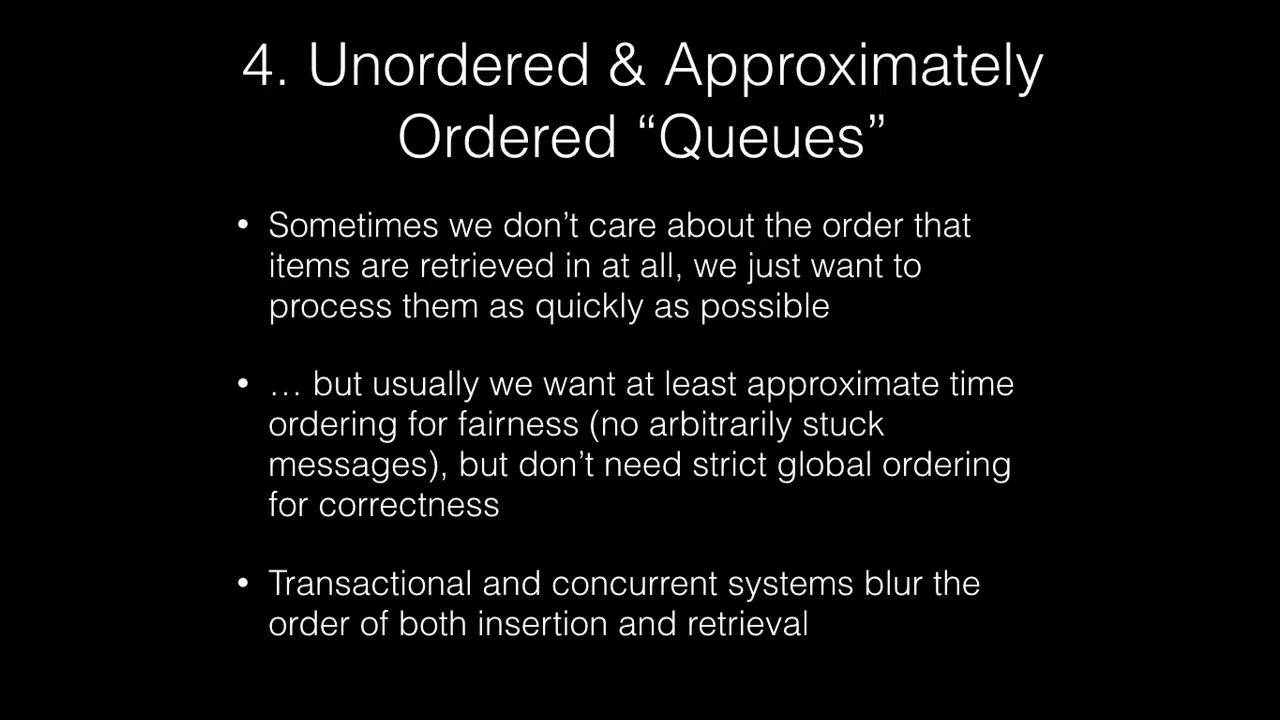 4. Unordered & Approximately
Ordered “Queues”
• Sometimes we don’t care about the order that
items are retrieved in at all, we just want to
process them as quickly as possible
• … but usually we want at least approximate time
ordering for fairness (no arbitrarily stuck
messages), but don’t need strict global ordering
for correctness
• Transactional and concurrent systems blur the
order of both insertion and retrieval